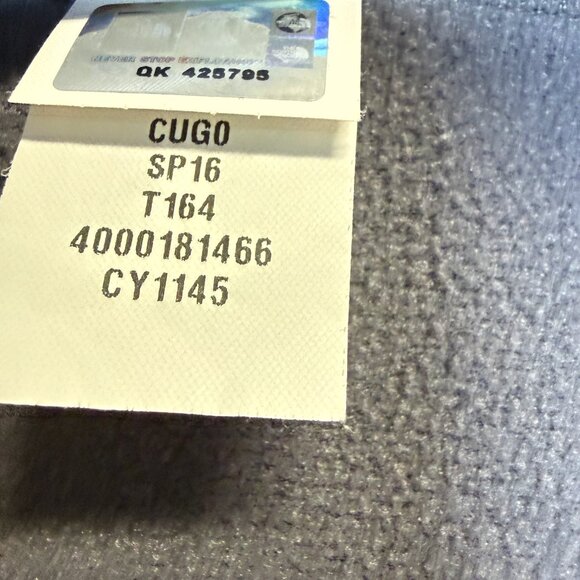 NEVER STOP EXPLORING
QK 425795
CUG0
SP16
T164
4000181466
CY1145